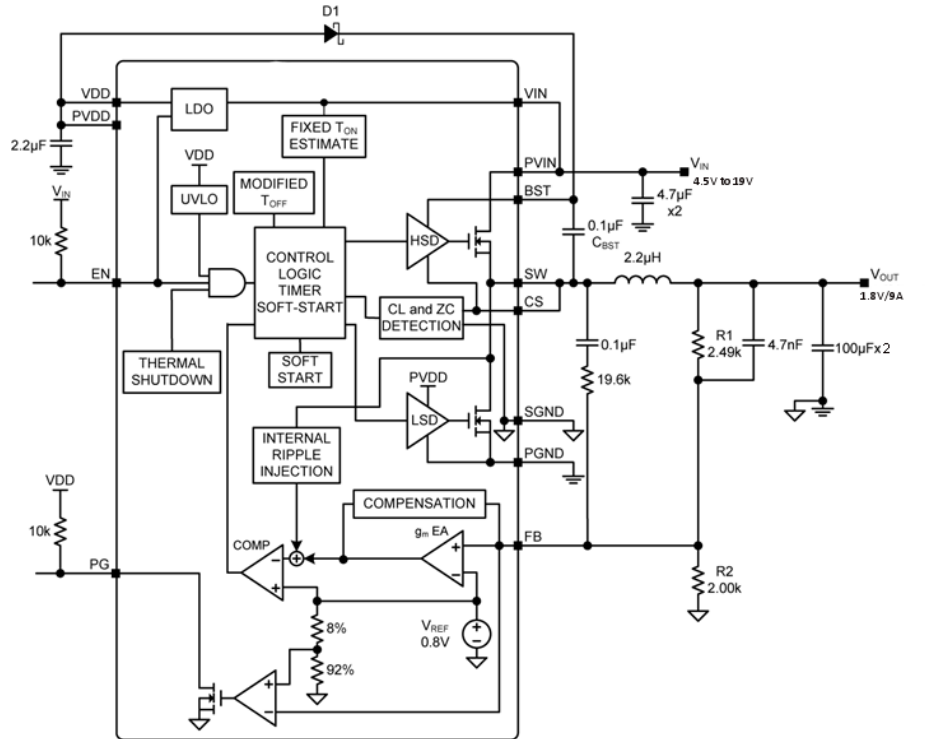 D1
VDD
PVDD
2.2µF
LDO
VIN
FIXED TON
ESTIMATE
VDD
UVLO
MODIFIED
TOFF
PVIN
VIN
4.5V to 19V
BST
4.7µF
x2
VIN
10k
HSD
0.1µF
CBST
2.2µH
CONTROL
LOGIC
TIMER
SOFT-START
EN
SW
VOUT
1.8V/9A
CS
CL and ZC
DETECTION
THERMAL
SHUTDOWN
SOFT
START
0.1µF
19.6k
R1
2.49k
4.7nF
100µFx2
PVDD
LSD
SGND
INTERNAL
RIPPLE
INJECTION
PGND
VDD
10k
COMPENSATION
gm EA
COMP
FB
+
−
−
+
+
PG
R2
2.00k
8%
VREF
0.8V
+
−
92%
+
−